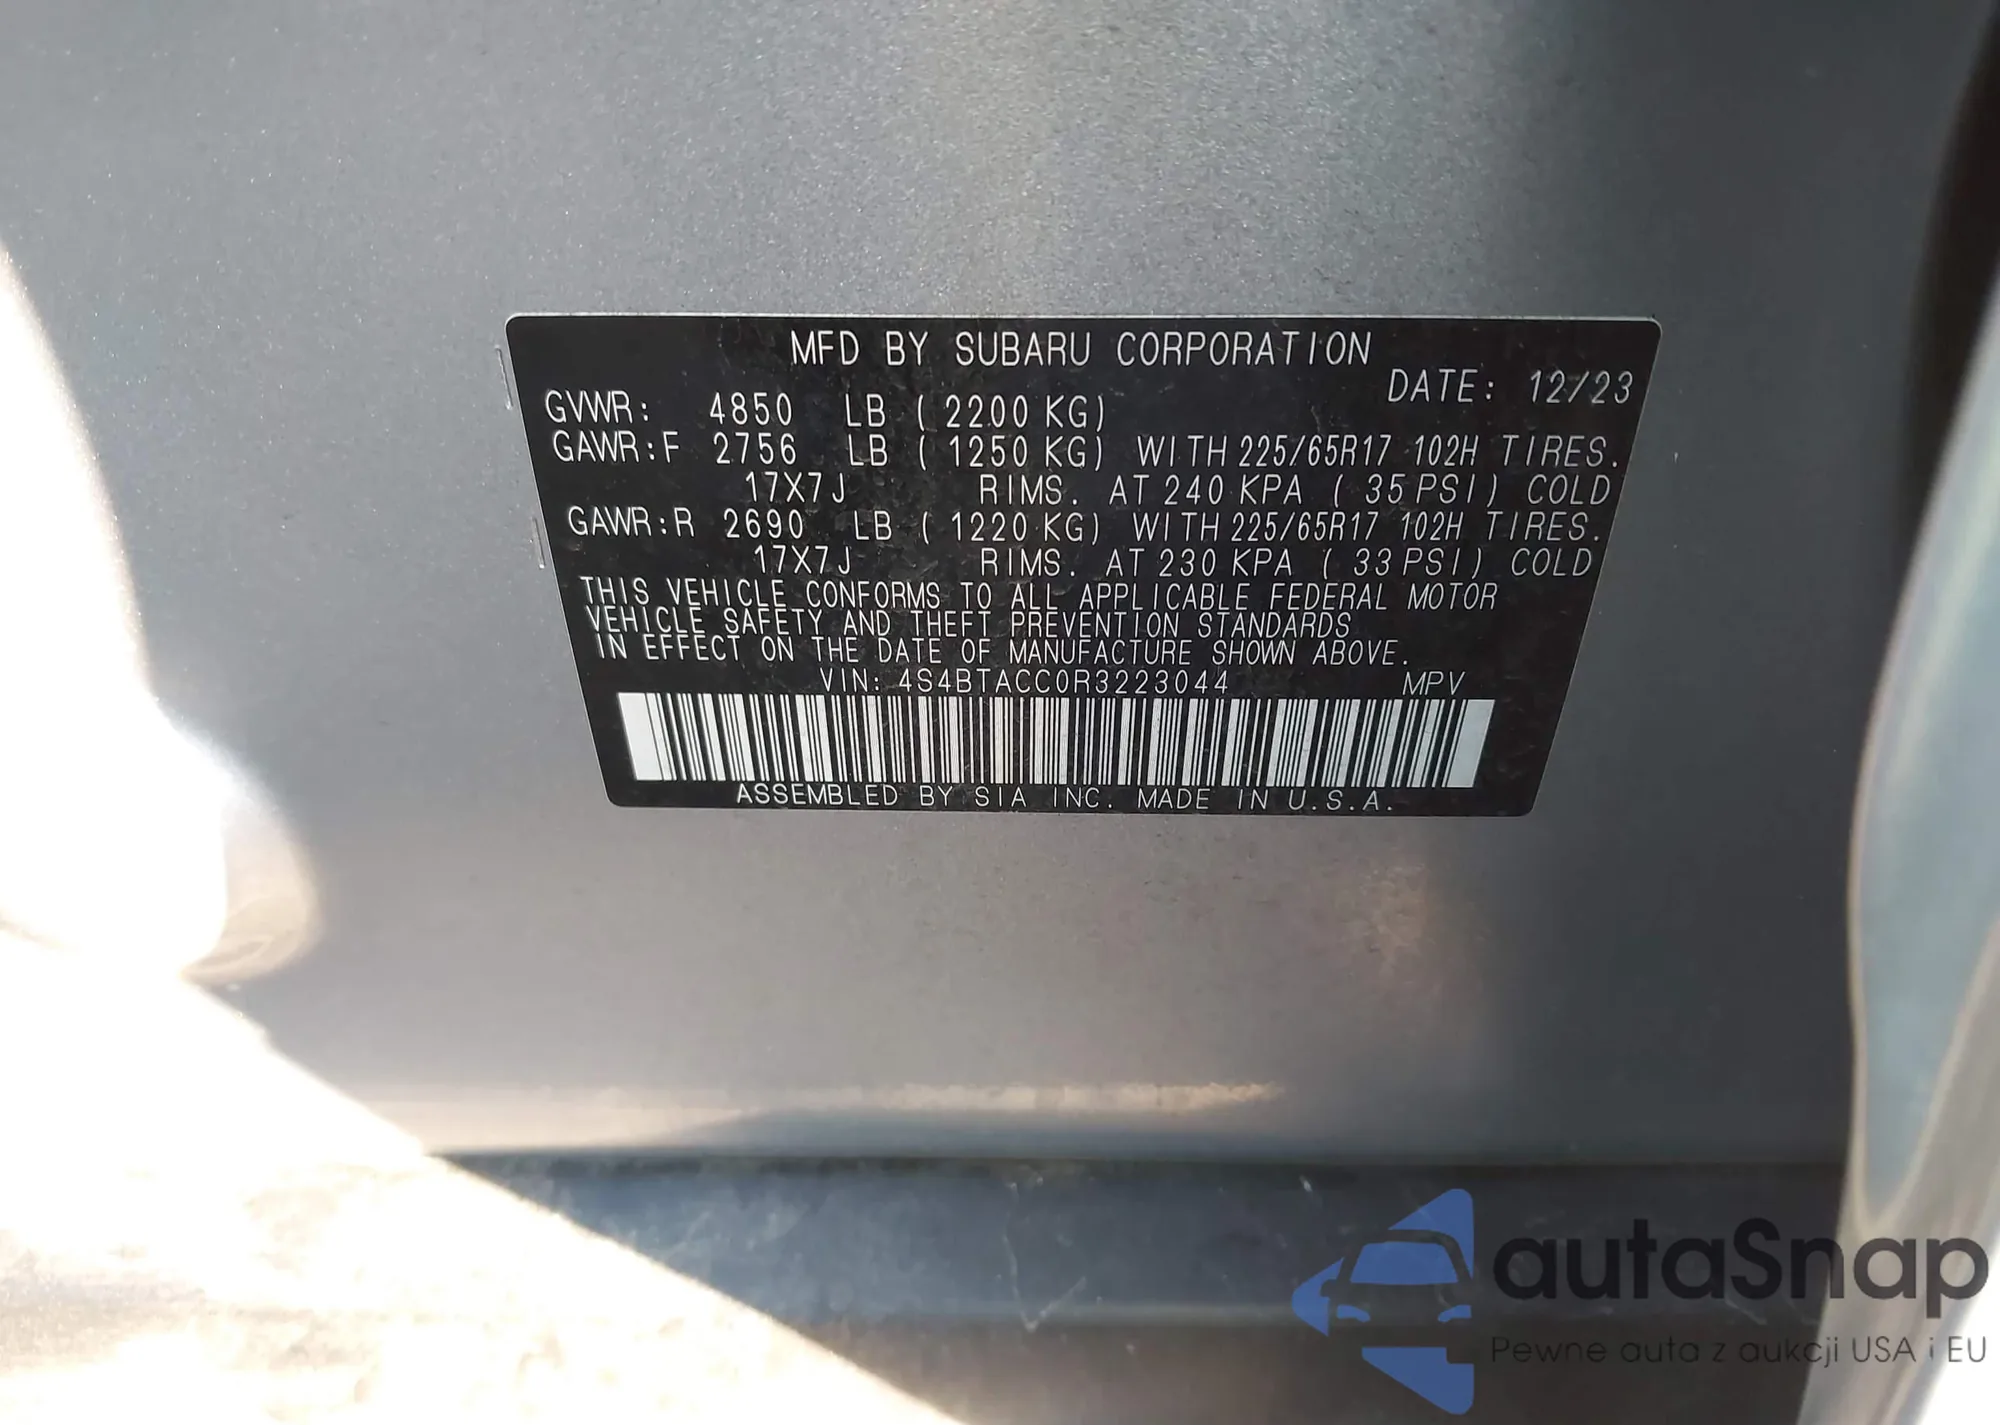 MFD BY SUBARU CORPORATION
DATE: 12/23
GVWR: 4850 LB ( 2200 KG)
GAWR:F 2756 LB ( 1250 KG) WITH 225/65R17 102H TIRES.
17X7J RIMS. AT 240 KPA ( 35 PSI) COLD
GAWR:R 2690 LB ( 1220 KG) WITH 225/65R17 102H TIRES.
17X7J RIMS. AT 230 KPA ( 33 PSI) COLD
THIS VEHICLE CONFORMS TO ALL APPLICABLE FEDERAL MOTOR
VEHICLE SAFETY AND THEFT PREVENTION STANDARDS
IN EFFECT ON THE DATE OF MANUFACTURE SHOWN ABOVE.
VIN: 4S4BTACC0R3223044 MPV
ASSEMBLED BY SIA INC. MADE IN U.S.A.
autaSnap
Pewne auta z aukcji USA i EU